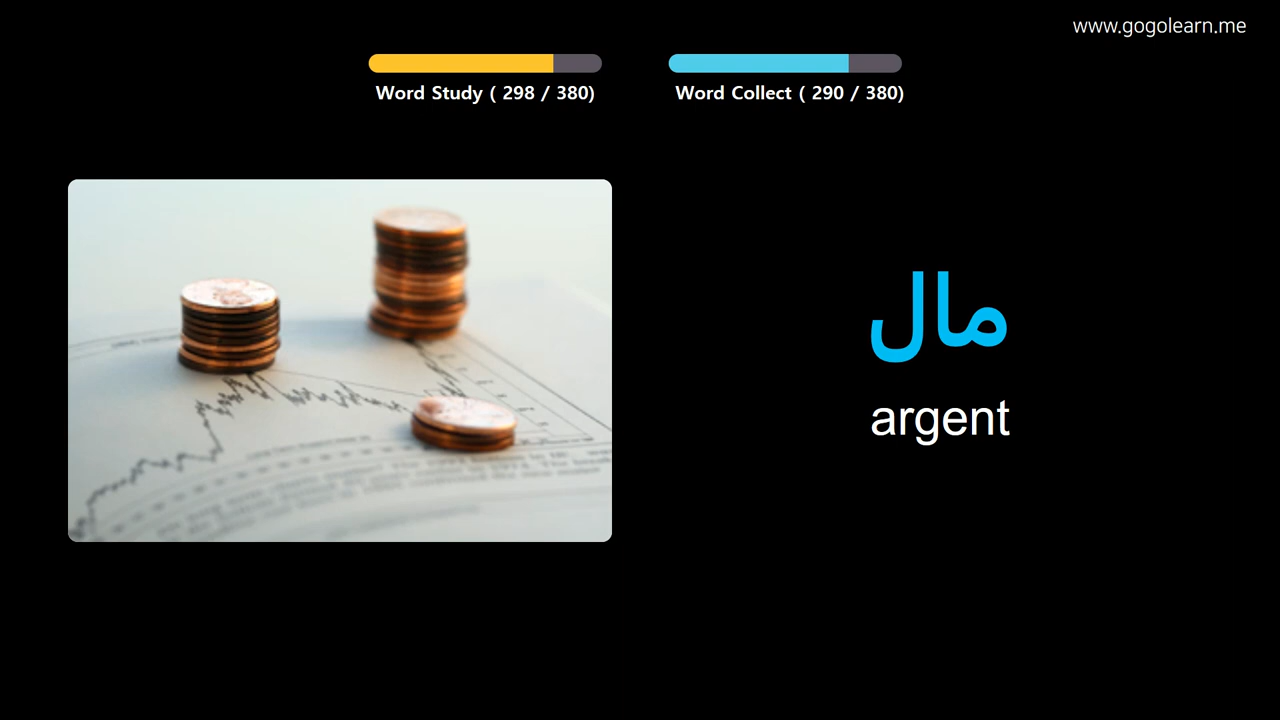 www.gogolearn.me
Word Study ( 298 / 380)
Word Collect ( 290 / 380)
مال
argent